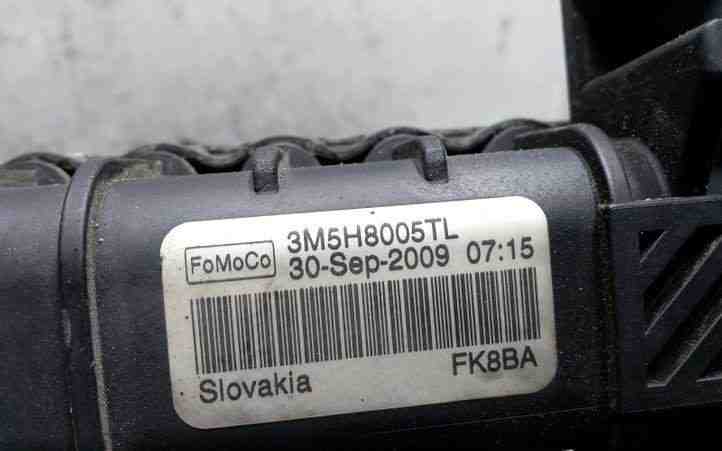 FoMoCo 3M5H8005TL
30-Sep-2009 07:15
Slovakia FK8BA